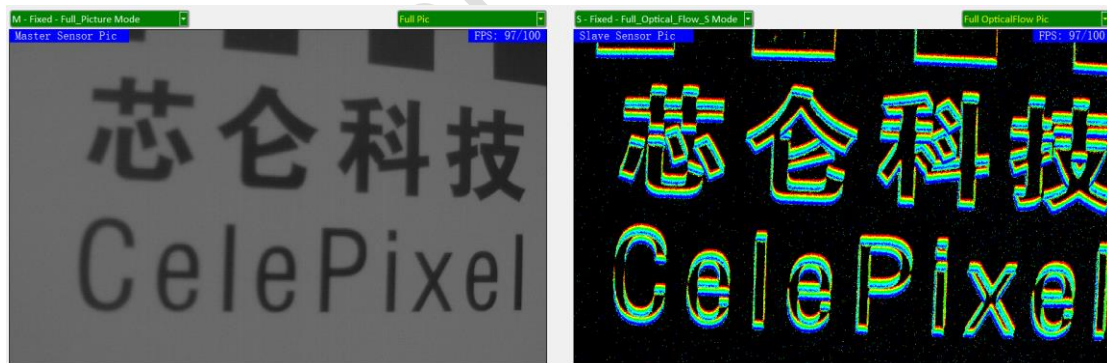 M - Fixed - Full_Picture Mode
Full Pic
S - Fixed - Full_Optical_Flow_S Mode
Full OpticalFlow Pic
Master Sensor Pic
FPS: 97/100
Slave Sensor Pic
FPS: 97/100
芯仑科技
CelePixel
芯仑科技
CelePixel